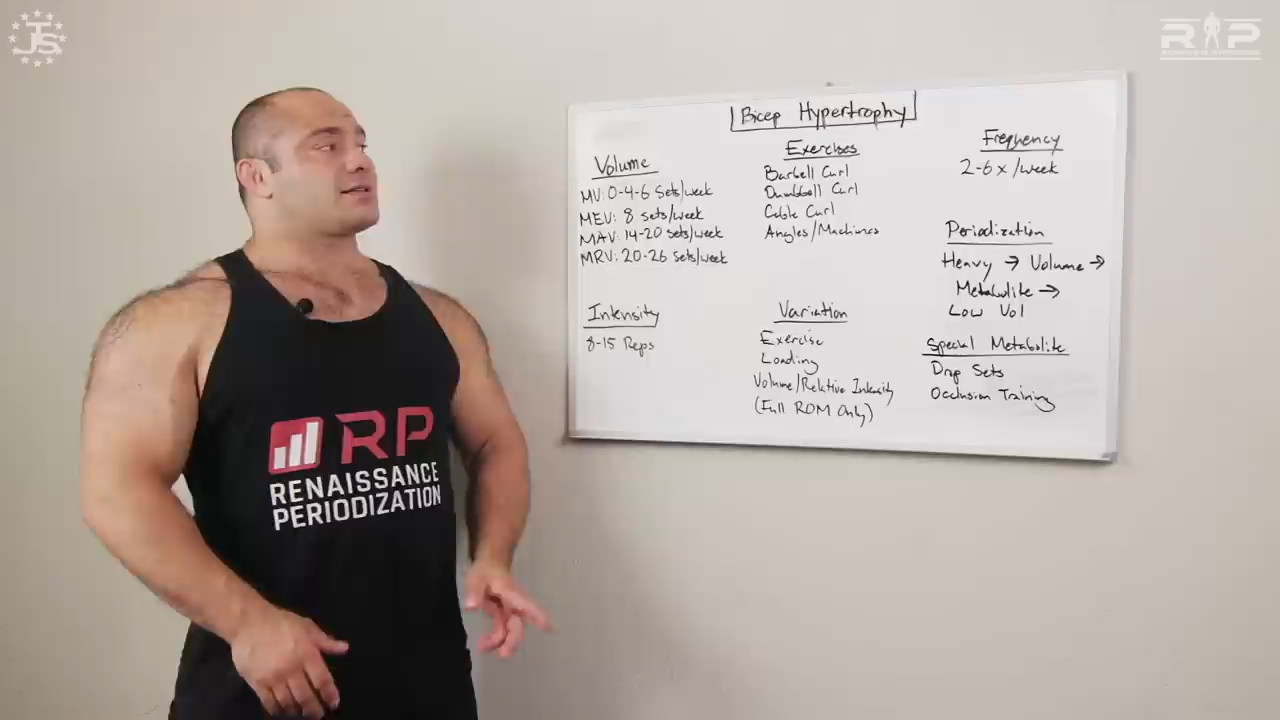 JTS
RP
RP
RENAISSANCE
PERIODIZATION
Bicep Hypertrophy
Volume
MV: 0-4-6 Sets/week
MEV: 8 sets/week
MAV: 14-20 sets/week
MRV: 20-26 sets/week
Intensity
8-15 Reps
Exercises
Barbell Curl
Dumbbell Curl
Cable Curl
Angles/Machines
Variation
Exercise
Loading
Volume/Relative Intensity
(Full ROM Only)
Frequency
2-6x/week
Periodization
Heavy → Volume →
Metabolite →
Low Vol
Special Metabolite
Drop Sets
Occlusion Training